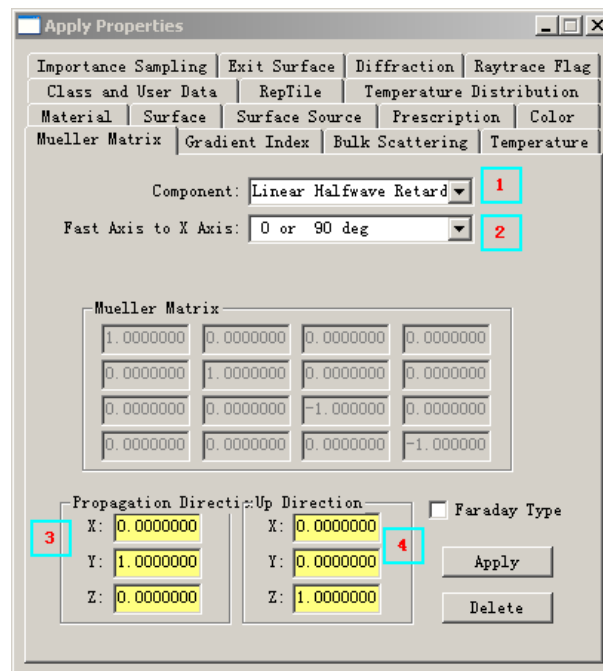 Apply Properties
Importance Sampling Exit Surface Diffraction Raytrace Flag
Class and User Data RepTile Temperature Distribution
Material Surface Surface Source Prescription Color
Mueller Matrix Gradient Index Bulk Scattering Temperature
Component: Linear Halfwave Retard 1
Fast Axis to X Axis: 0 or 90 deg 2
Mueller Matrix
1.0000000 0.0000000 0.0000000 0.0000000
0.0000000 1.0000000 0.0000000 0.0000000
0.0000000 0.0000000 -1.000000 0.0000000
0.0000000 0.0000000 0.0000000 -1.000000
Propagation Directio Up Direction
3 X: 0.0000000 X: 0.0000000 4 Faraday Type
Y: 1.0000000 Y: 0.0000000 Apply
Z: 0.0000000 Z: 1.0000000 Delete